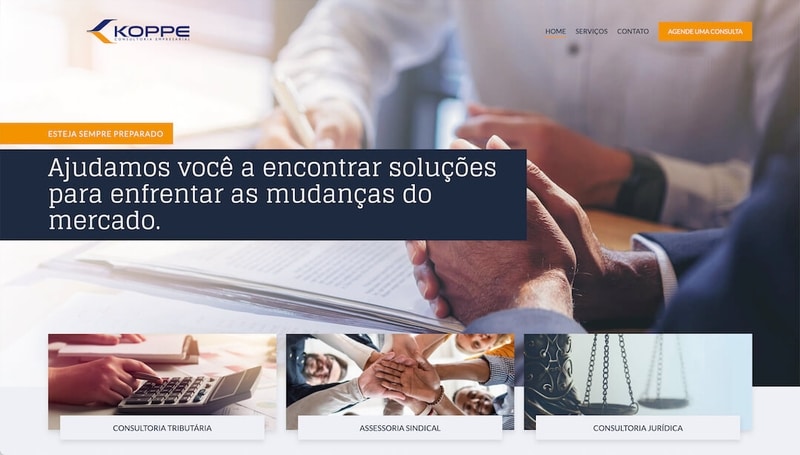 KOPPE
CONSULTORIA EMPRESARIAL
HOME SERVIÇOS CONTATO AGENDE UMA CONSULTA
ESTEJA SEMPRE PREPARADO
Ajudamos você a encontrar soluções
para enfrentar as mudanças do
mercado.
CONSULTORIA TRIBUTÁRIA
ASSESSORIA SINDICAL
CONSULTORIA JURÍDICA